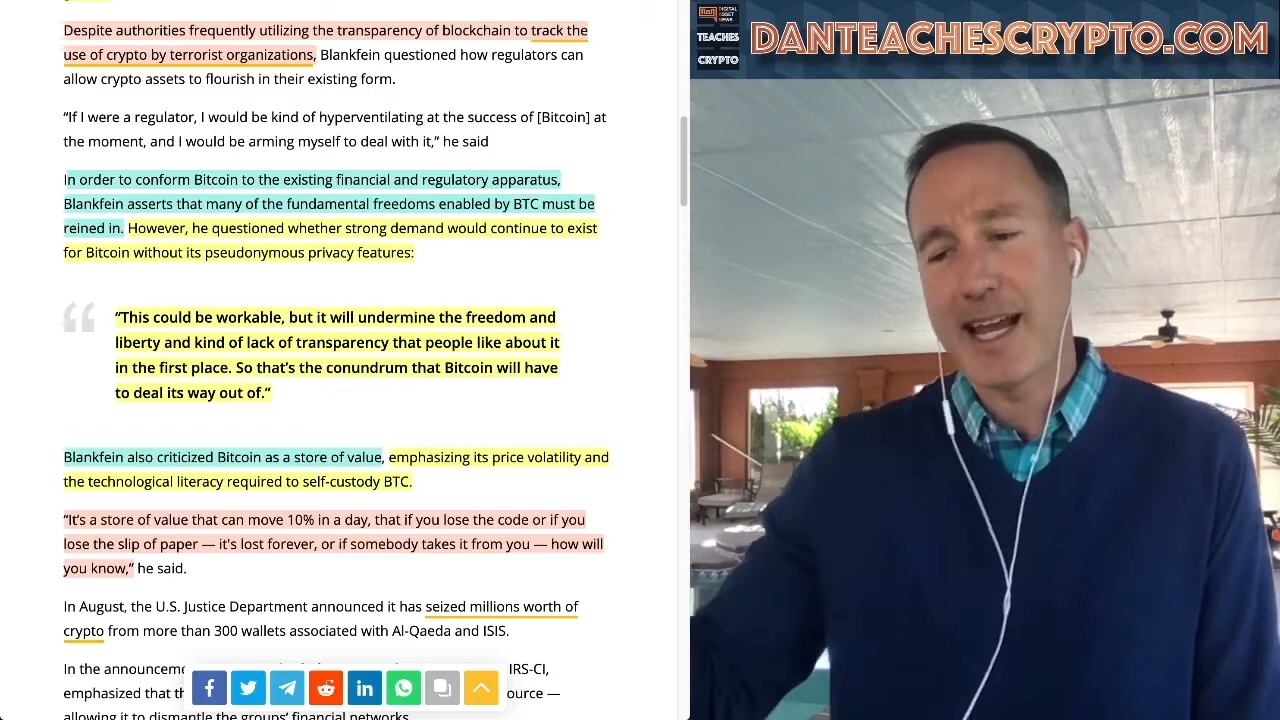 Despite authorities frequently utilizing the transparency of blockchain to track the
use of crypto by terrorist organizations, Blankfein questioned how regulators can
allow crypto assets to flourish in their existing form.
“If I were a regulator, I would be kind of hyperventilating at the success of [Bitcoin] at
the moment, and I would be arming myself to deal with it,” he said
In order to conform Bitcoin to the existing financial and regulatory apparatus,
Blankfein asserts that many of the fundamental freedoms enabled by BTC must be
reined in. However, he questioned whether strong demand would continue to exist
for Bitcoin without its pseudonymous privacy features:
“This could be workable, but it will undermine the freedom and
liberty and kind of lack of transparency that people like about it
in the first place. So that’s the conundrum that Bitcoin will have
to deal its way out of.”
Blankfein also criticized Bitcoin as a store of value, emphasizing its price volatility and
the technological literacy required to self-custody BTC.
“It’s a store of value that can move 10% in a day, that if you lose the code or if you
lose the slip of paper — it's lost forever, or if somebody takes it from you — how will
you know,” he said.
In August, the U.S. Justice Department announced it has seized millions worth of
crypto from more than 300 wallets associated with Al-Qaeda and ISIS.
In the IRS-CI,
emphasized that
allowing it to dismantle the groups’ financial networks.
DIGITAL
ASSET
NEWS
TEACHES
CRYPTO
DANTEACHESCRYPTO.COM